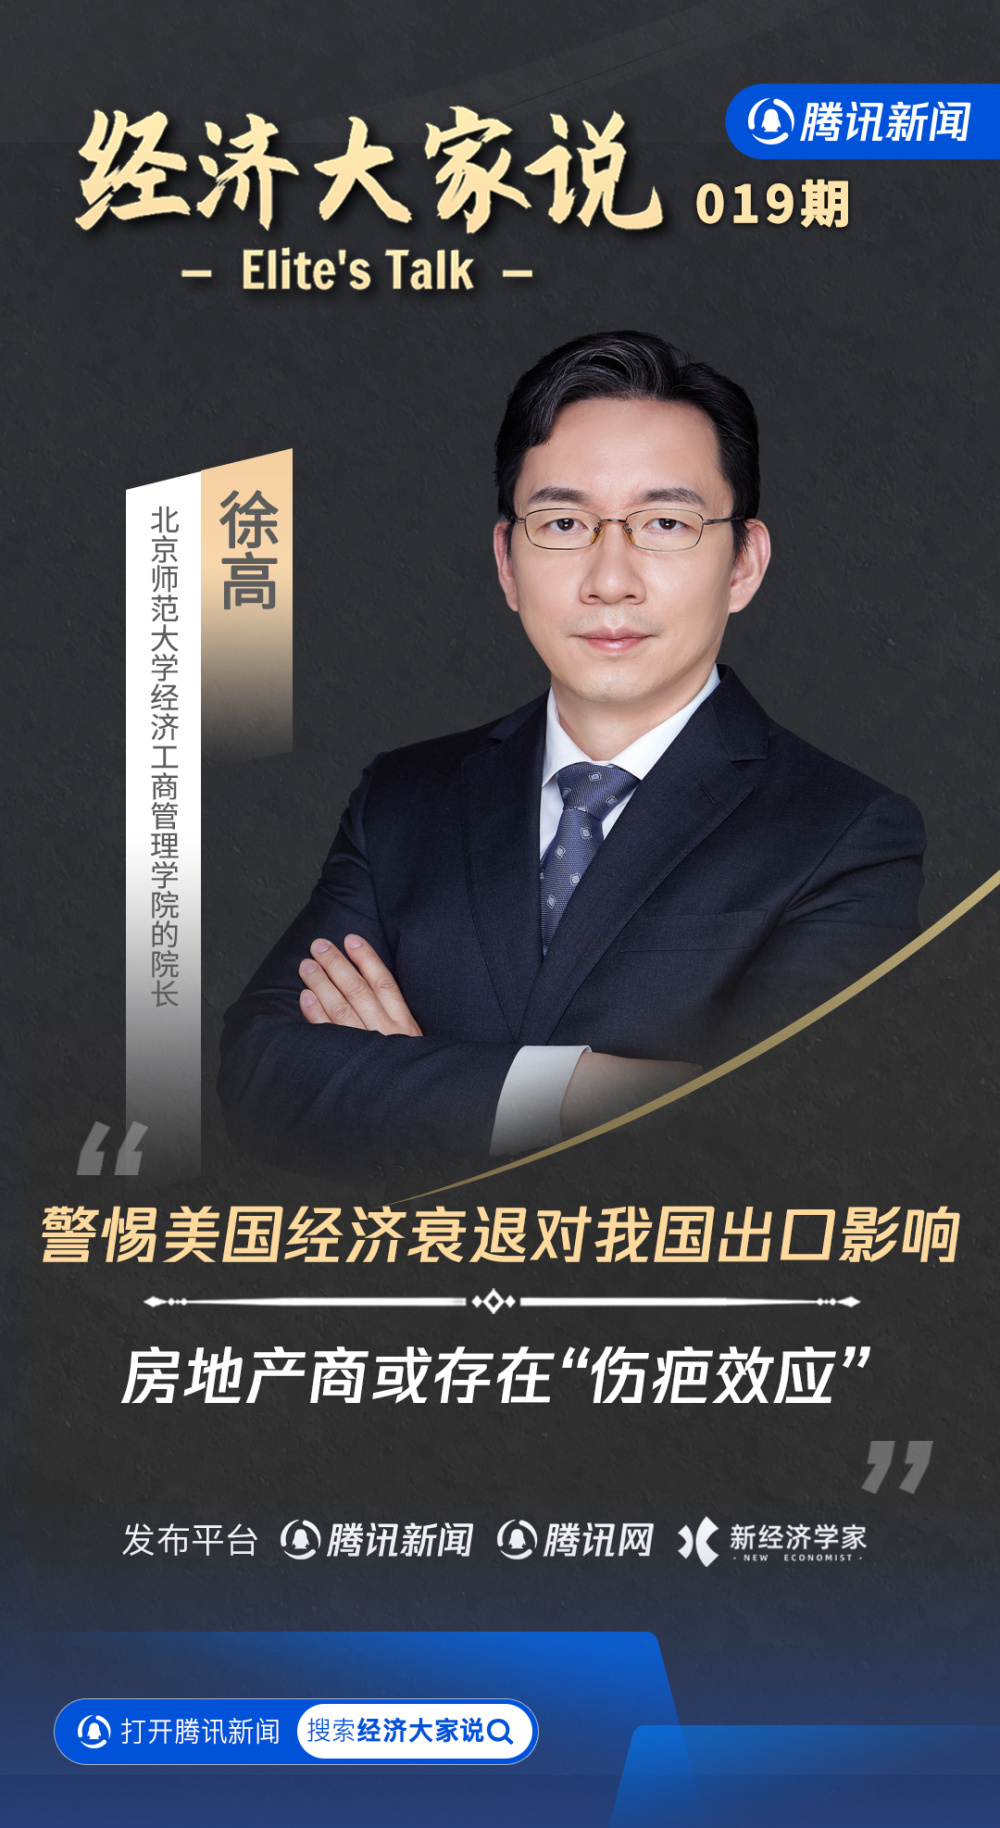 腾讯新闻
经济大家说
019期
– Elite's Talk –
徐高
北京师范大学经济工商管理学院的院长
“
警惕美国经济衰退对我国出口影响
房地产商或存在“伤疤效应”
”
发布平台 腾讯新闻 腾讯网 新经济学家
- NEW ECONOMIST -
打开腾讯新闻 搜索经济大家说